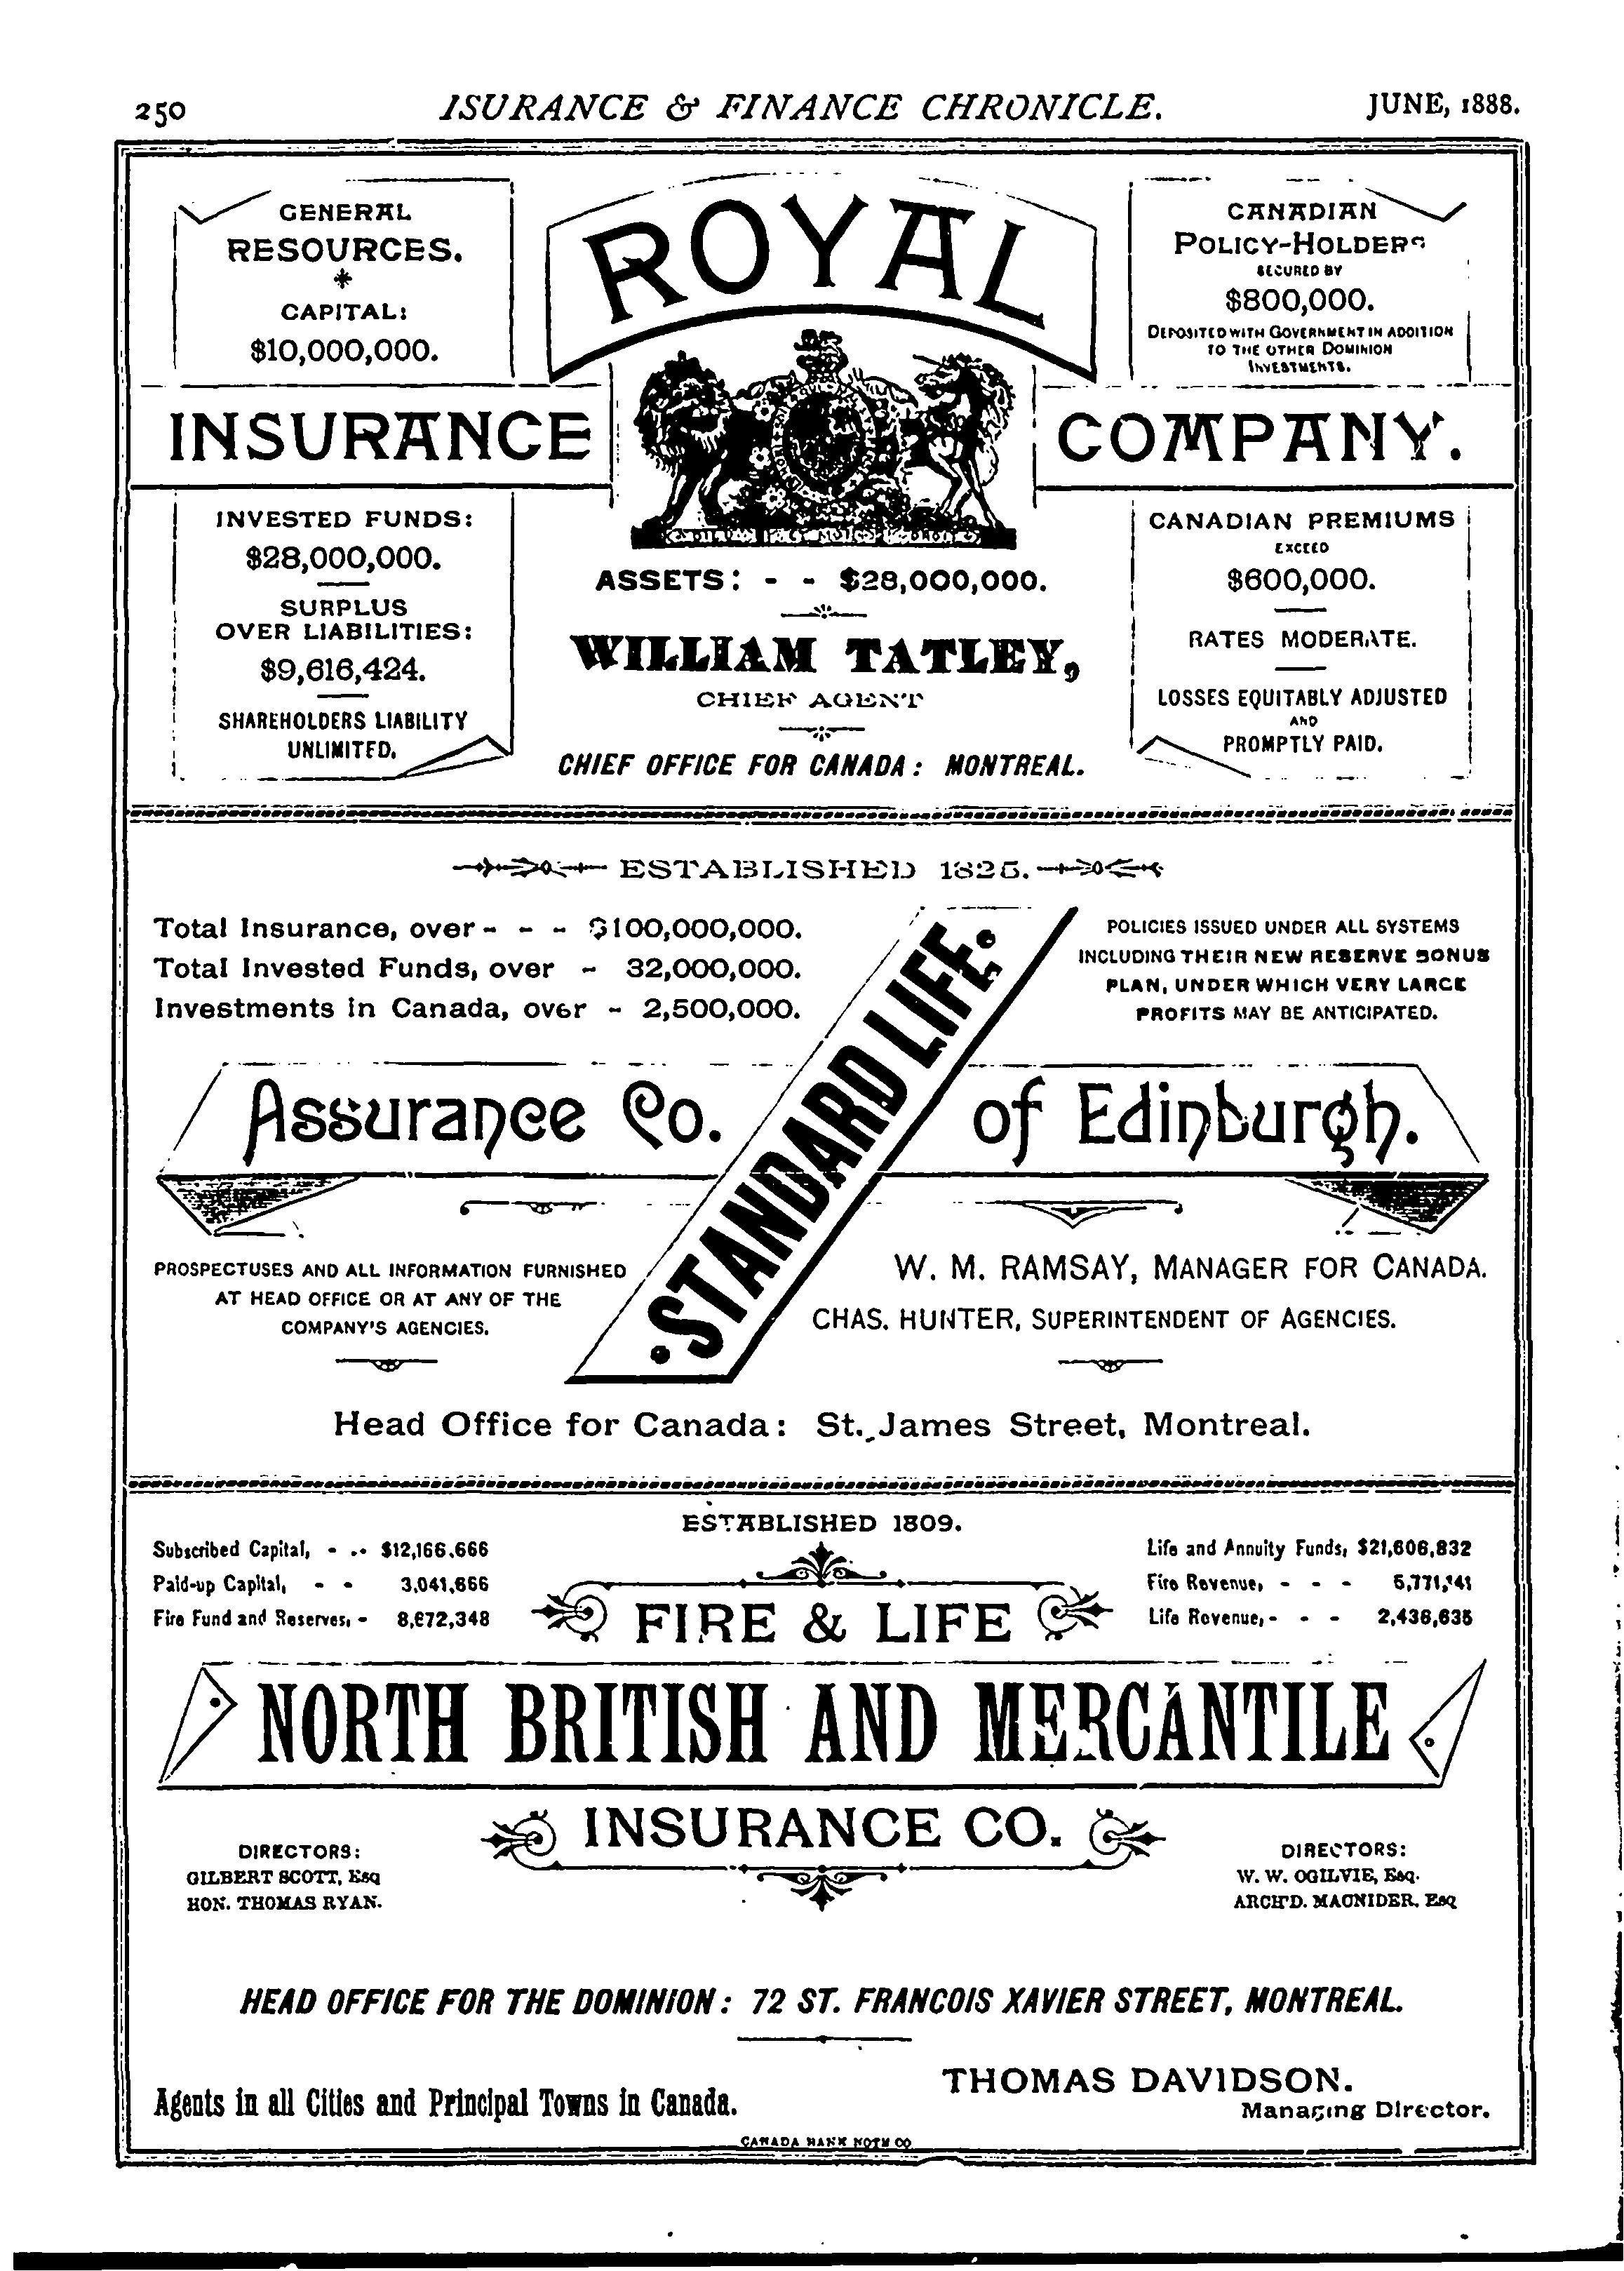 250
ISURANCE & FINANCE CHRONICLE.
JUNE, 1888.
GENERAL
RESOURCES.
CAPITAL:
$10,000,000.
ROYAL
CANADIAN
POLICY-HOLDERS
SECURED BY
$800,000.
DEPOSITED WITH GOVERNMENT IN ADDITION
TO THE OTHER DOMINION
INVESTMENTS.
INSURANCE
COMPANY.
INVESTED FUNDS:
$28,000,000.
SURPLUS
OVER LIABILITIES:
$9,616,424.
SHAREHOLDERS LIABILITY
UNLIMITED.
ASSETS: - - $28,000,000.
WILLIAM TATLEY,
CHIEF AGENT
CHIEF OFFICE FOR CANADA: MONTREAL.
CANADIAN PREMIUMS
EXCEED
$600,000.
RATES MODERATE.
LOSSES EQUITABLY ADJUSTED
AND
PROMPTLY PAID.
ESTABLISHED 1825.
Total Insurance, over - - - $100,000,000.
Total Invested Funds, over - 32,000,000.
Investments in Canada, over - 2,500,000.
POLICIES ISSUED UNDER ALL SYSTEMS
INCLUDING THEIR NEW RESERVE BONUS
PLAN, UNDER WHICH VERY LARGE
PROFITS MAY BE ANTICIPATED.
STANDARD LIFE
Assurance Co.
of Edinburgh.
PROSPECTUSES AND ALL INFORMATION FURNISHED
AT HEAD OFFICE OR AT ANY OF THE
COMPANY'S AGENCIES.
W. M. RAMSAY, MANAGER FOR CANADA.
CHAS. HUNTER, SUPERINTENDENT OF AGENCIES.
Head Office for Canada: St. James Street, Montreal.
ESTABLISHED 1809.
Subscribed Capital, - - $12,166,666
Paid-up Capital, - - 3,041,666
Fire Fund and Reserves, -
FIRE & LIFE
Life and Annuity Funds, $21,606,832
Fire Revenue, - - -
Life Revenue, - - - 2,436,635
NORTH BRITISH AND MERCANTILE
INSURANCE CO.
DIRECTORS:
GILBERT SCOTT, Esq
HON. THOMAS RYAN.
DIRECTORS:
W. W. OGILVIE, Esq.
ARCH'D. MACNIDER, Esq
HEAD OFFICE FOR THE DOMINION: 72 ST. FRANCOIS XAVIER STREET, MONTREAL.
Agents in all Cities and Principal Towns in Canada.
THOMAS DAVIDSON.
Managing Director.
CANADA BANK NOTE CO